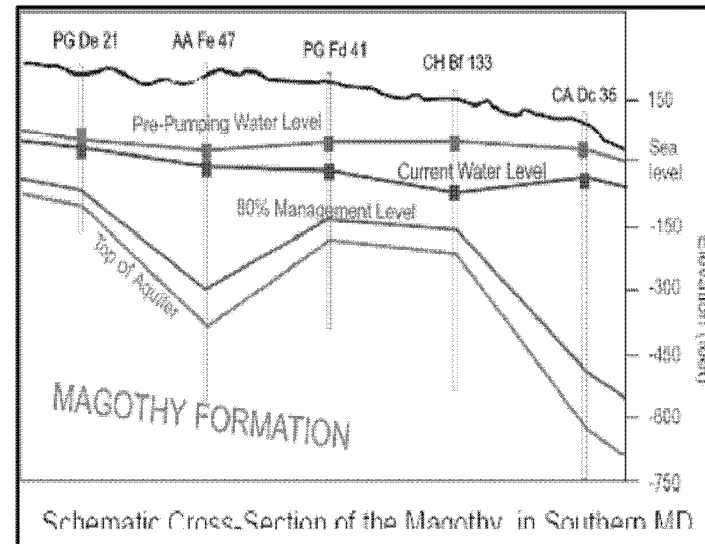 PG De 21
AA Fe 47
PG Fd 41
CH Bf 133
CA Dc 35
150
Pre-Pumping Water Level
Sea
level
Current Water Level
80% Management Level
-150
Top of Aquifer
-300
-450
MAGOTHY FORMATION
-600
-750
Schematic Cross-Section of the Magothy in Southern MD